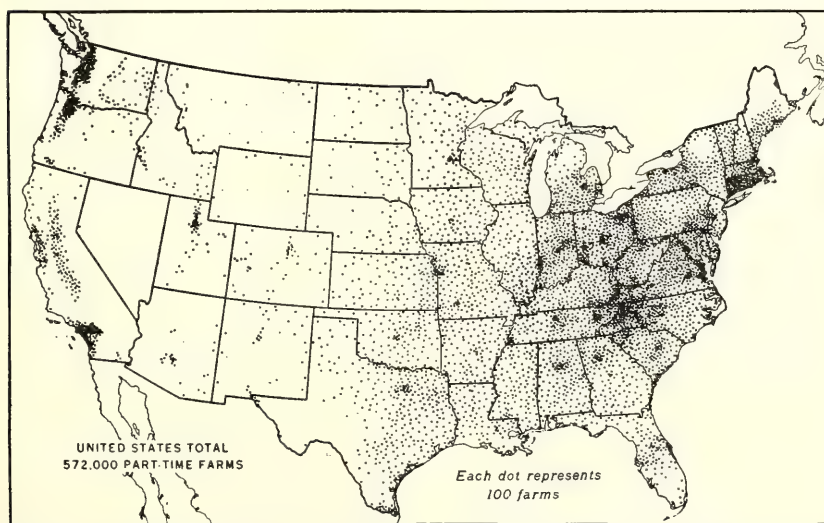 UNITED STATES TOTAL
572,000 PART-TIME FARMS
Each dot represents
100 farms